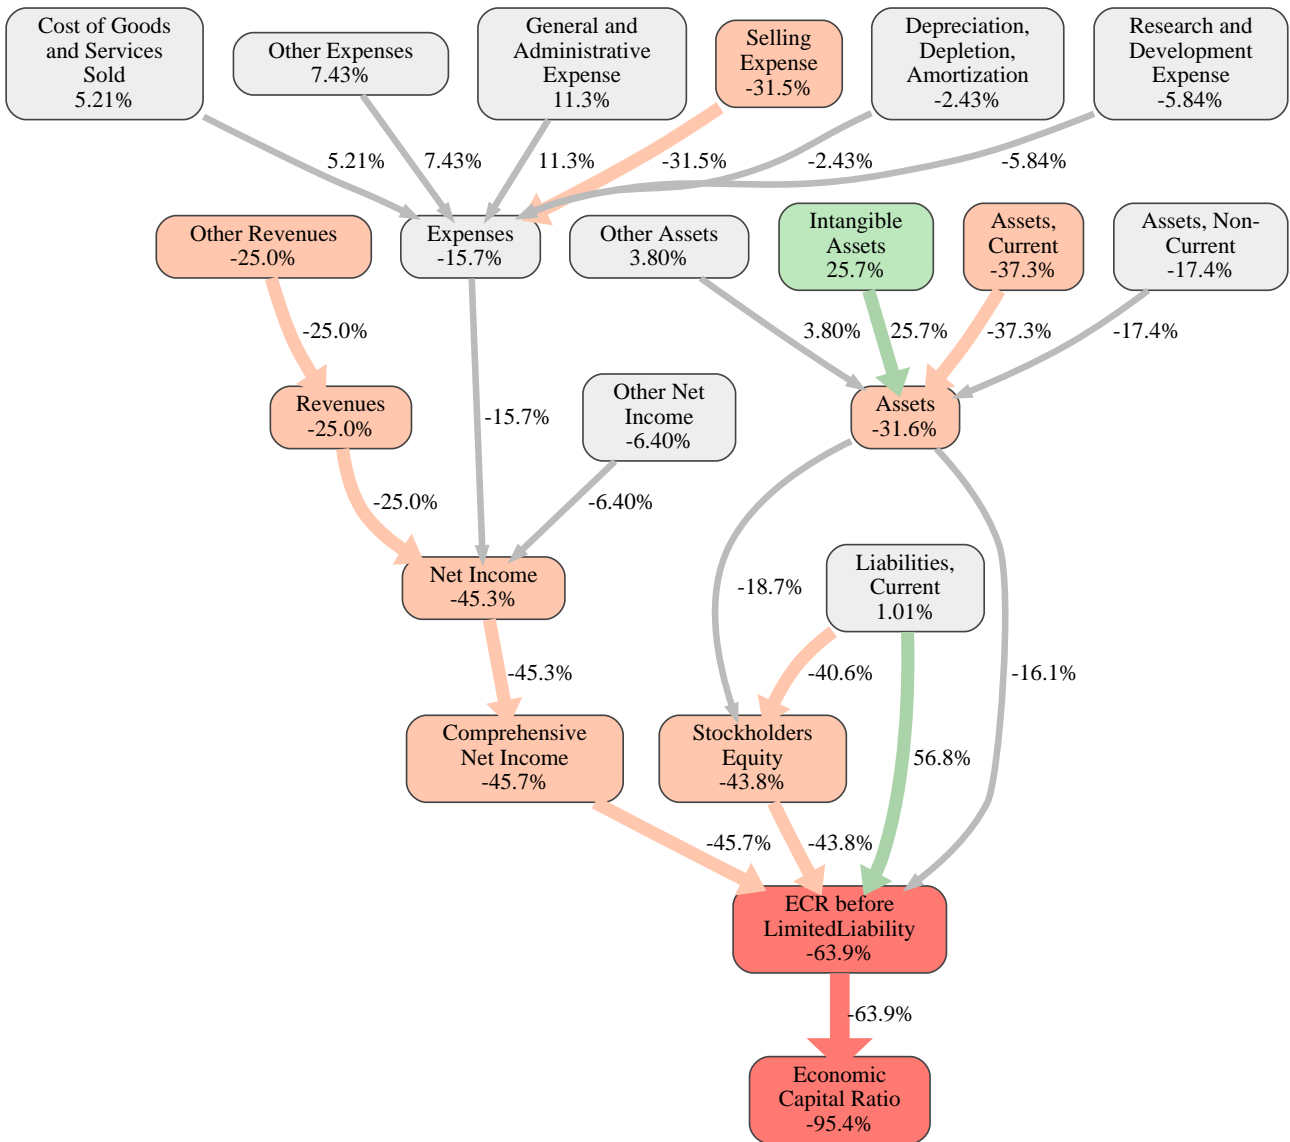 Cost of Goods
and Services
Sold
5.21%
Other Expenses
7.43%
General and
Administrative
Expense
11.3%
Selling
Expense
-31.5%
Depreciation,
Depletion,
Amortization
-2.43%
Research and
Development
Expense
-5.84%
5.21%
7.43%
11.3%
-31.5%
-2.43%
-5.84%
Other Revenues
-25.0%
Expenses
-15.7%
Other Assets
3.80%
Intangible
Assets
25.7%
Assets,
Current
-37.3%
Assets, Non-
Current
-17.4%
-25.0%
3.80%
25.7%
-37.3%
-17.4%
Revenues
-25.0%
-15.7%
Other Net
Income
-6.40%
Assets
-31.6%
-25.0%
-6.40%
Net Income
-45.3%
-18.7%
Liabilities,
Current
1.01%
-45.3%
-40.6%
-16.1%
Comprehensive
Net Income
-45.7%
Stockholders
Equity
-43.8%
56.8%
-45.7%
-43.8%
ECR before
LimitedLiability
-63.9%
-63.9%
Economic
Capital Ratio
-95.4%